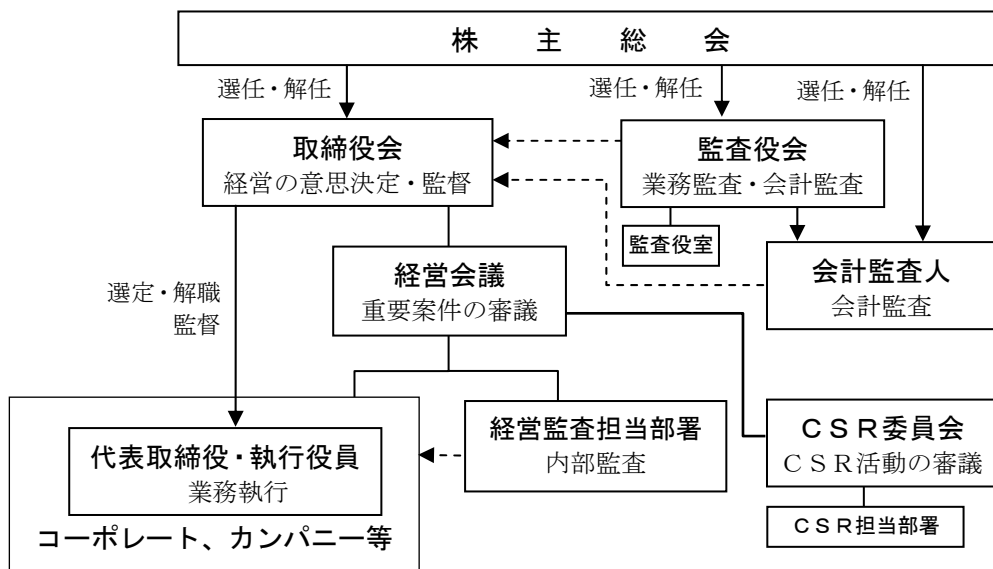 株主総会
選任・解任
選任・解任
選任・解任
取締役会
経営の意思決定・監督
監査役会
業務監査・会計監査
監査役室
経営会議
重要案件の審議
会計監査人
会計監査
選定・解職
監督
代表取締役・執行役員
業務執行
コーポレート、カンパニー等
経営監査担当部署
内部監査
ＣＳＲ委員会
ＣＳＲ活動の審議
ＣＳＲ担当部署